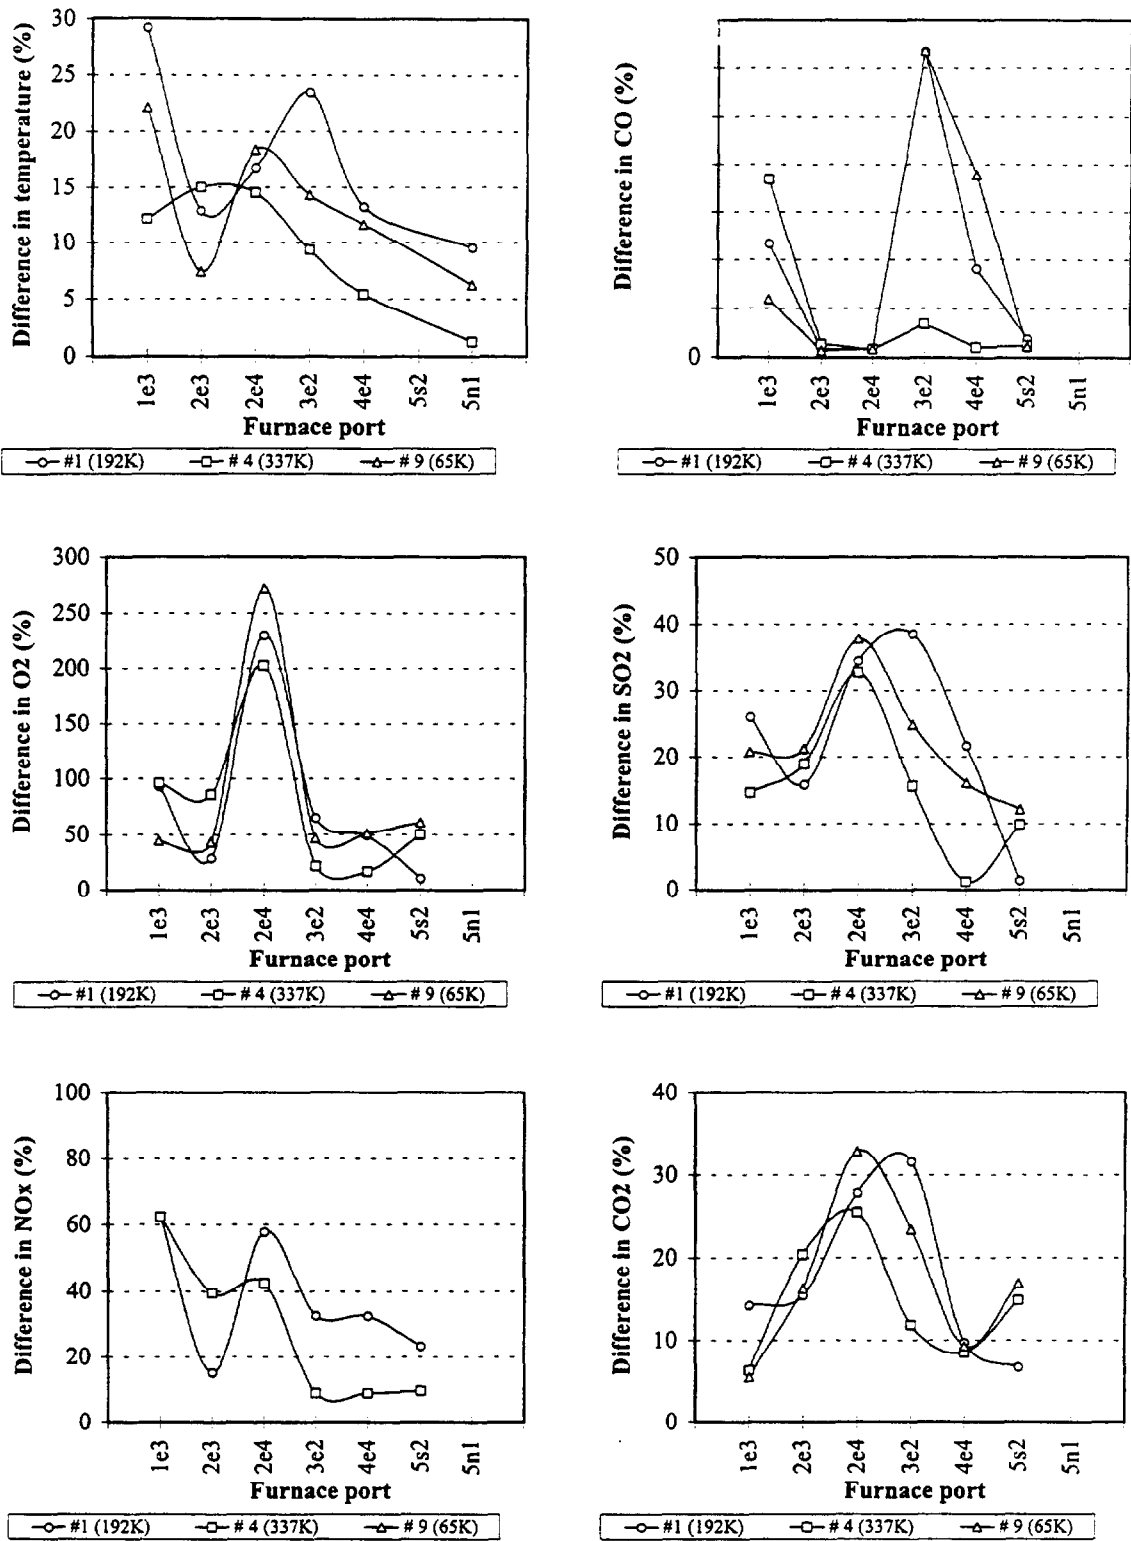 Difference in temperature (%)
30
25
20
15
10
5
0
1e3
2e3
2e4
3e2
4e4
5s2
5n1
Furnace port
#1 (192K) # 4 (337K) # 9 (65K)
Difference in CO (%)
0
1e3
2e3
2e4
3e2
4e4
5s2
5n1
Furnace port
#1 (192K) # 4 (337K) # 9 (65K)
Difference in O2 (%)
300
250
200
150
100
50
0
1e3
2e3
2e4
3e2
4e4
5s2
5n1
Furnace port
#1 (192K) # 4 (337K) # 9 (65K)
Difference in SO2 (%)
50
40
30
20
10
0
1e3
2e3
2e4
3e2
4e4
5s2
5n1
Furnace port
#1 (192K) # 4 (337K) # 9 (65K)
Difference in NOx (%)
100
80
60
40
20
0
1e3
2e3
2e4
3e2
4e4
5s2
5n1
Furnace port
#1 (192K) # 4 (337K) # 9 (65K)
Difference in CO2 (%)
40
30
20
10
0
1e3
2e3
2e4
3e2
4e4
5s2
5n1
Furnace port
#1 (192K) # 4 (337K) # 9 (65K)